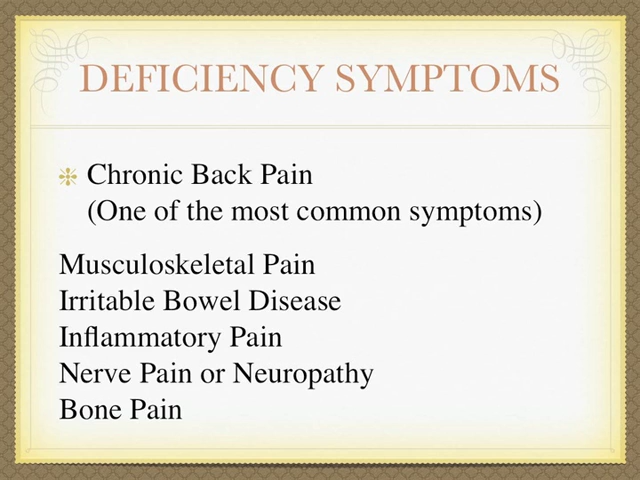 DEFICIENCY SYMPTOMS
Chronic Back Pain
(One of the most common symptoms)
Musculoskeletal Pain
Irritable Bowel Disease
Inflammatory Pain
Nerve Pain or Neuropathy
Bone Pain